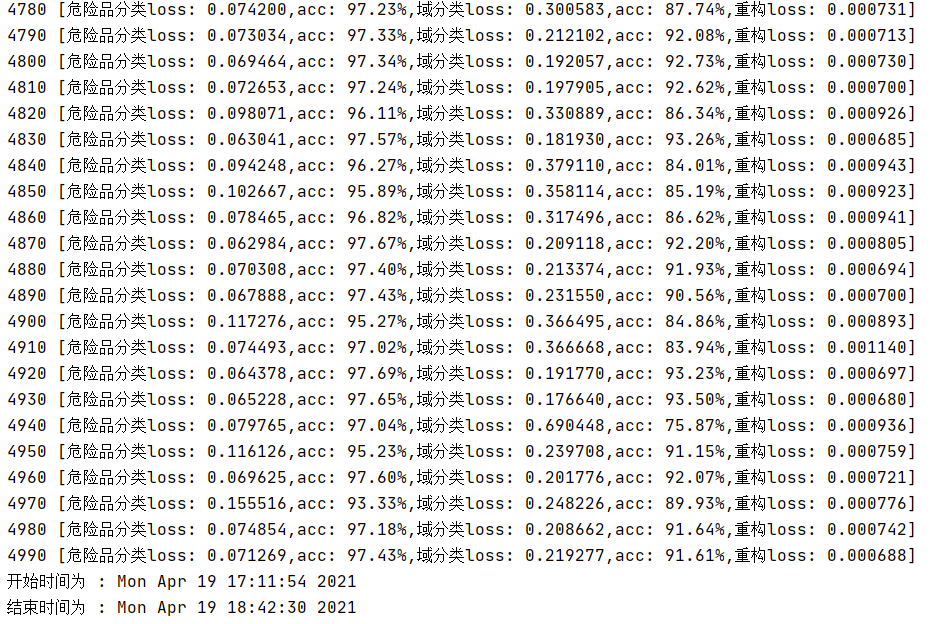 4780 [危险品分类loss: 0.074200,acc: 97.23%,域分类loss: 0.300583,acc: 87.74%,重构loss: 0.000731]
4790 [危险品分类loss: 0.073034,acc: 97.33%,域分类loss: 0.212102,acc: 92.08%,重构loss: 0.000713]
4800 [危险品分类loss: 0.069464,acc: 97.34%,域分类loss: 0.192057,acc: 92.73%,重构loss: 0.000730]
4810 [危险品分类loss: 0.072653,acc: 97.24%,域分类loss: 0.197905,acc: 92.62%,重构loss: 0.000700]
4820 [危险品分类loss: 0.098071,acc: 96.11%,域分类loss: 0.330889,acc: 86.34%,重构loss: 0.000926]
4830 [危险品分类loss: 0.063041,acc: 97.57%,域分类loss: 0.181930,acc: 93.26%,重构loss: 0.000685]
4840 [危险品分类loss: 0.094248,acc: 96.27%,域分类loss: 0.379110,acc: 84.01%,重构loss: 0.000943]
4850 [危险品分类loss: 0.102667,acc: 95.89%,域分类loss: 0.358114,acc: 85.19%,重构loss: 0.000923]
4860 [危险品分类loss: 0.078465,acc: 96.82%,域分类loss: 0.317496,acc: 86.62%,重构loss: 0.000941]
4870 [危险品分类loss: 0.062984,acc: 97.67%,域分类loss: 0.209118,acc: 92.20%,重构loss: 0.000805]
4880 [危险品分类loss: 0.070308,acc: 97.40%,域分类loss: 0.213374,acc: 91.93%,重构loss: 0.000694]
4890 [危险品分类loss: 0.067888,acc: 97.43%,域分类loss: 0.231550,acc: 90.56%,重构loss: 0.000700]
4900 [危险品分类loss: 0.117276,acc: 95.27%,域分类loss: 0.366495,acc: 84.86%,重构loss: 0.000893]
4910 [危险品分类loss: 0.074493,acc: 97.02%,域分类loss: 0.366668,acc: 83.94%,重构loss: 0.001140]
4920 [危险品分类loss: 0.064378,acc: 97.69%,域分类loss: 0.191770,acc: 93.23%,重构loss: 0.000697]
4930 [危险品分类loss: 0.065228,acc: 97.65%,域分类loss: 0.176640,acc: 93.50%,重构loss: 0.000680]
4940 [危险品分类loss: 0.079765,acc: 97.04%,域分类loss: 0.690448,acc: 75.87%,重构loss: 0.000936]
4950 [危险品分类loss: 0.116126,acc: 95.23%,域分类loss: 0.239708,acc: 91.15%,重构loss: 0.000759]
4960 [危险品分类loss: 0.069625,acc: 97.60%,域分类loss: 0.201776,acc: 92.07%,重构loss: 0.000721]
4970 [危险品分类loss: 0.155516,acc: 93.33%,域分类loss: 0.248226,acc: 89.93%,重构loss: 0.000776]
4980 [危险品分类loss: 0.074854,acc: 97.18%,域分类loss: 0.208662,acc: 91.64%,重构loss: 0.000742]
4990 [危险品分类loss: 0.071269,acc: 97.43%,域分类loss: 0.219277,acc: 91.61%,重构loss: 0.000688]
开始时间为 : Mon Apr 19 17:11:54 2021
结束时间为 : Mon Apr 19 18:42:30 2021